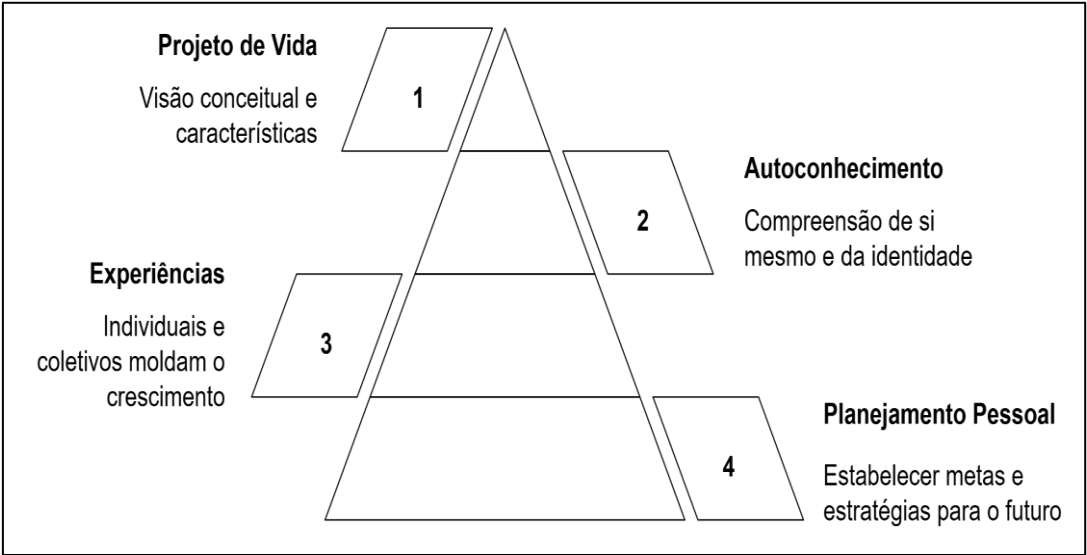 Projeto de Vida
Visão conceitual e
características
1
Autoconhecimento
Compreensão de si
mesmo e da identidade
2
Experiências
Individuais e
coletivos moldam o
crescimento
3
Planejamento Pessoal
Estabelecer metas e
estratégias para o futuro
4